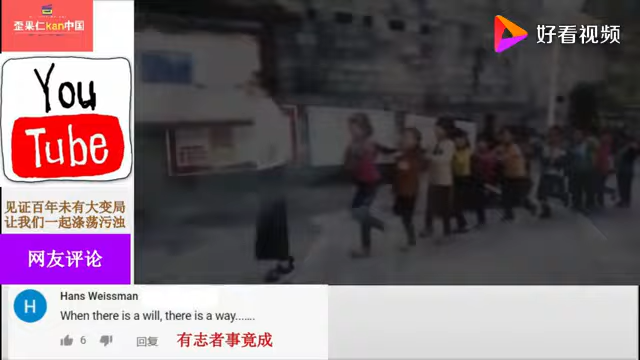 歪果仁kan中国
好看视频
You
Tube
见证百年未有大变局
让我们一起涤荡污浊
网友评论
H
Hans Weissman
When there is a will, there is a way.......
6
回复
有志者事竟成